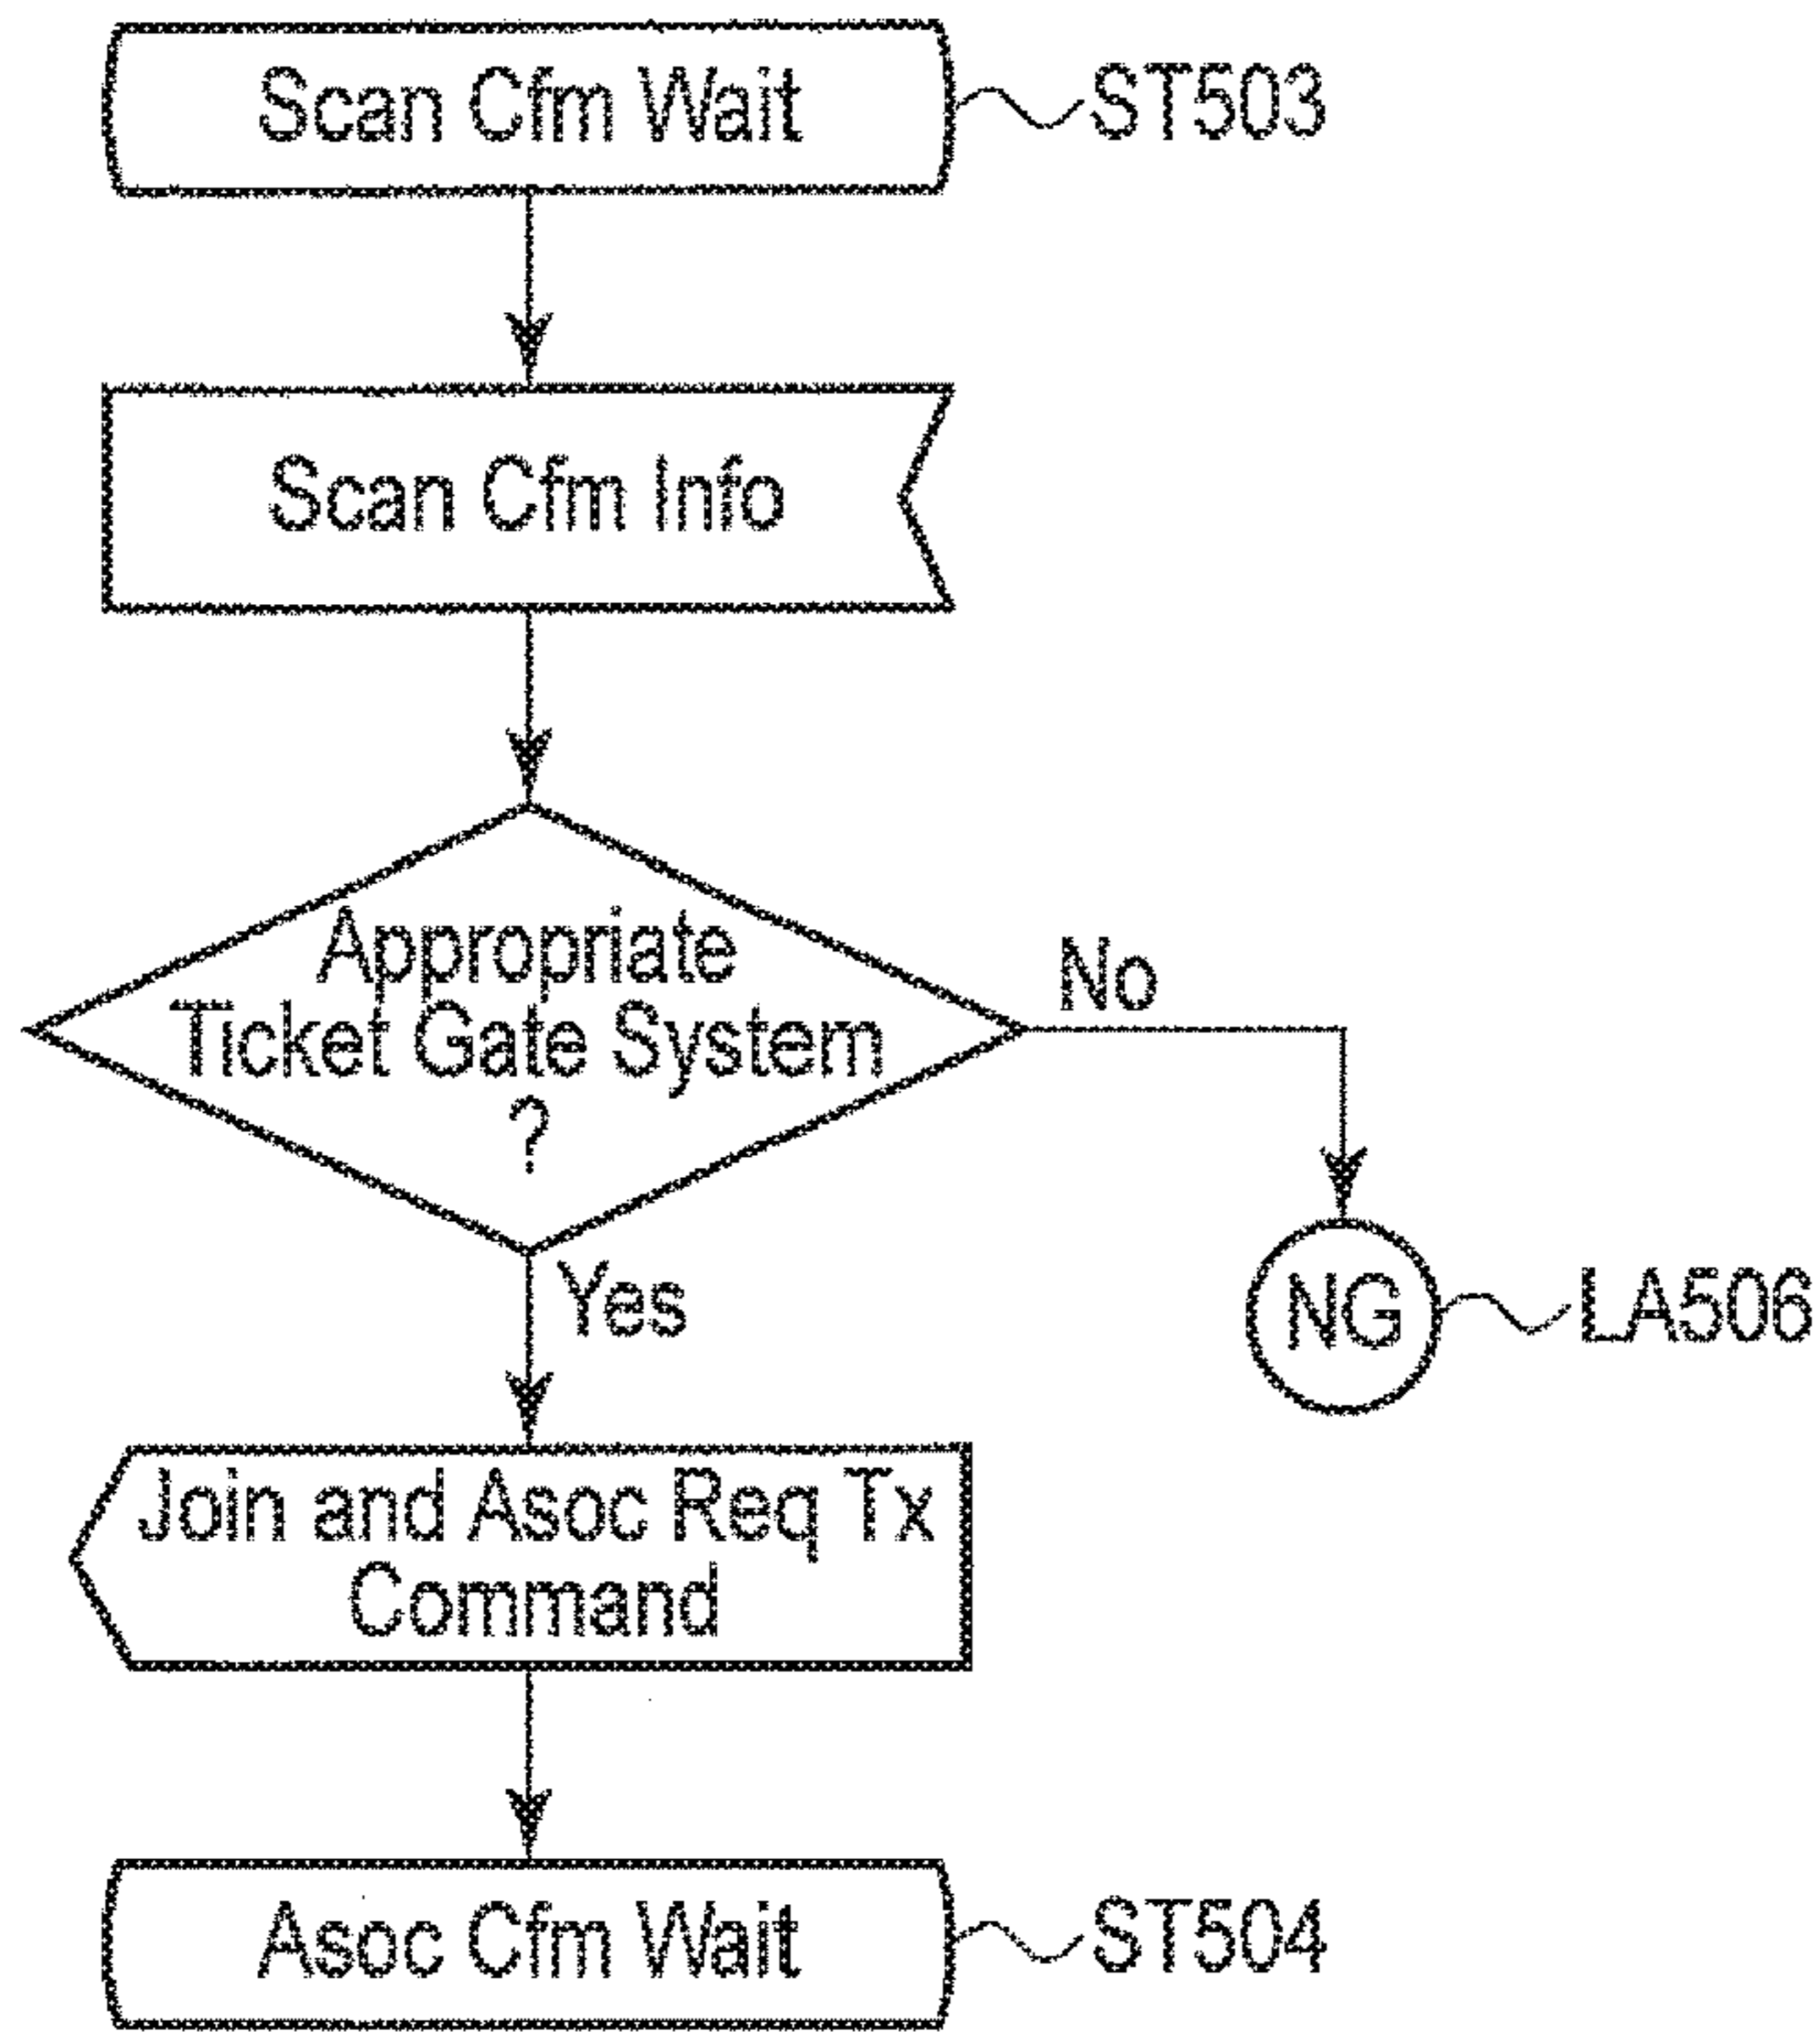 Scan Cfm Wait
ST503
Scan Cfm Info
Appropriate
Ticket Gate System
?
No
Yes
NG
LA506
Join and Asoc Req Tx
Command
Asoc Cfm Wait
ST504